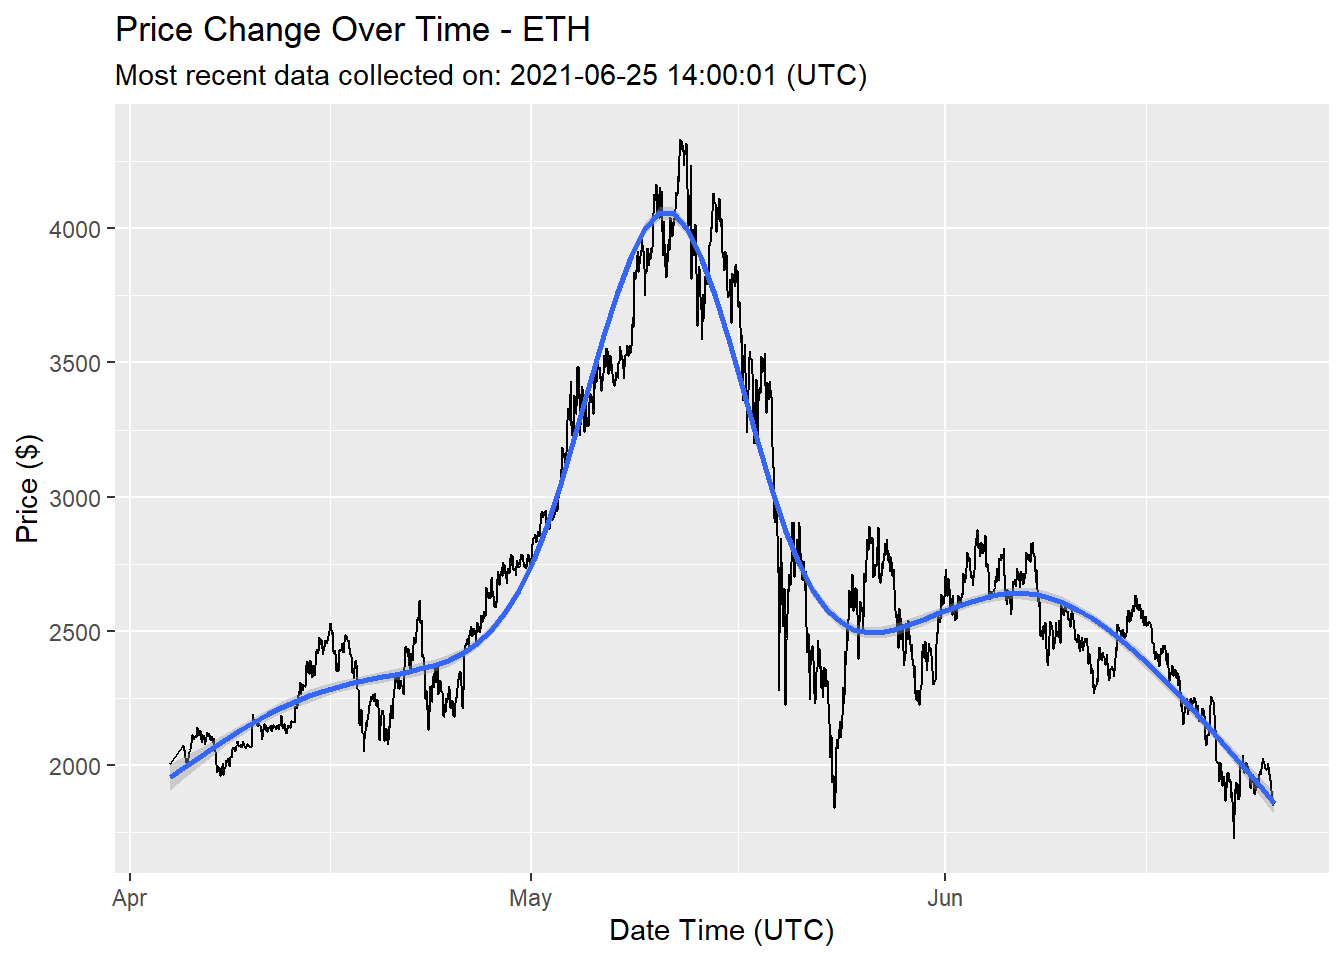 Price Change Over Time - ETH
Most recent data collected on: 2021-06-25 14:00:01 (UTC)
4000
3500
3000
2500
2000
Price ($)
Apr
May
Jun
Date Time (UTC)